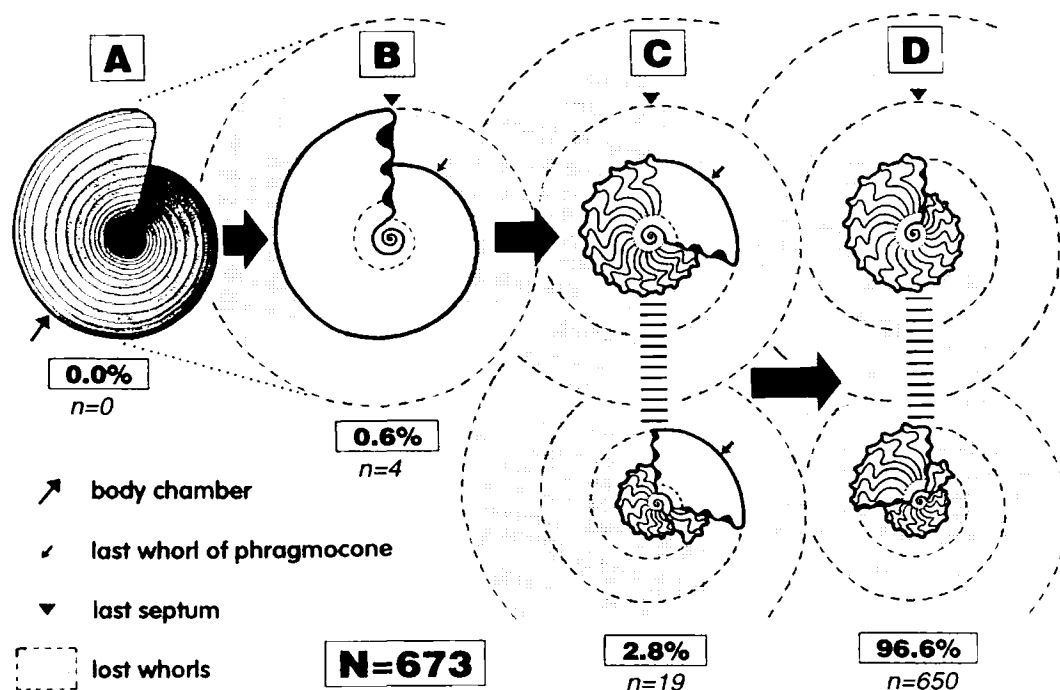 A
B
C
D
0.0%
n=0
0.6%
n=4
body chamber
last whorl of phragmocone
last septum
lost whorls
N=673
2.8%
n=19
96.6%
n=650